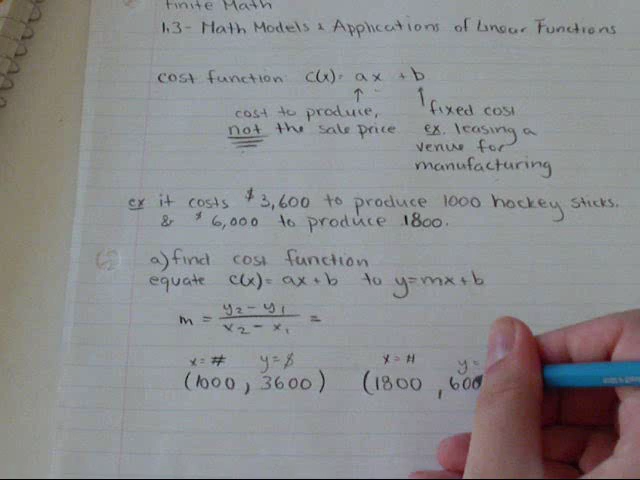 Finite Math
1.3- Math Models & Applications of Linear Functions
cost function c(x)= ax + b
cost to produce,
not the sale price
fixed cost
ex. leasing a
venue for
manufacturing
ex it costs $3,600 to produce 1000 hockey sticks.
& $6,000 to produce 1800.
a) find cost function
equate c(x)= ax+b to y=mx+b
m = y2 - y1 / x2 - x1 =
x=# y=$ x=# y=
(1000, 3600) (1800, 600